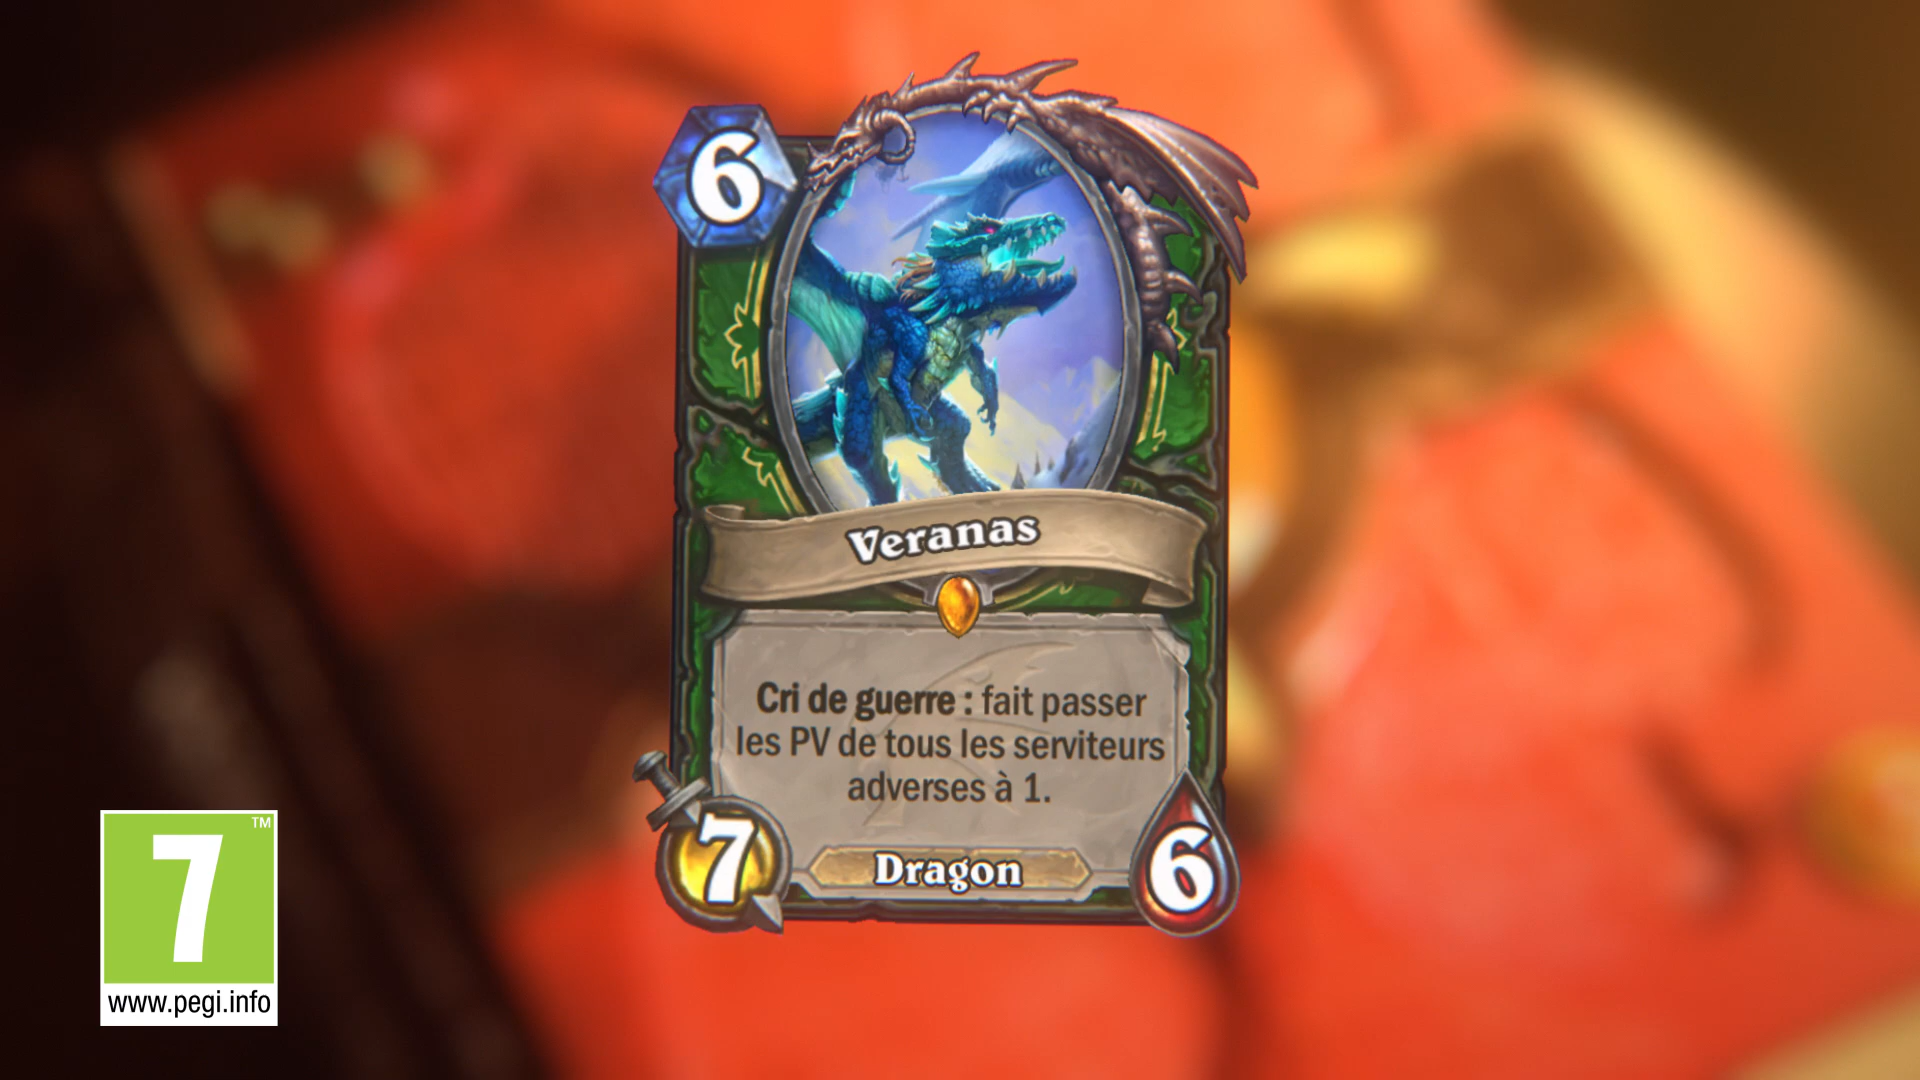 6
Veranas
Cri de guerre : fait passer
les PV de tous les serviteurs
adverses à 1.
7
Dragon
6
7
TM
www.pegi.info